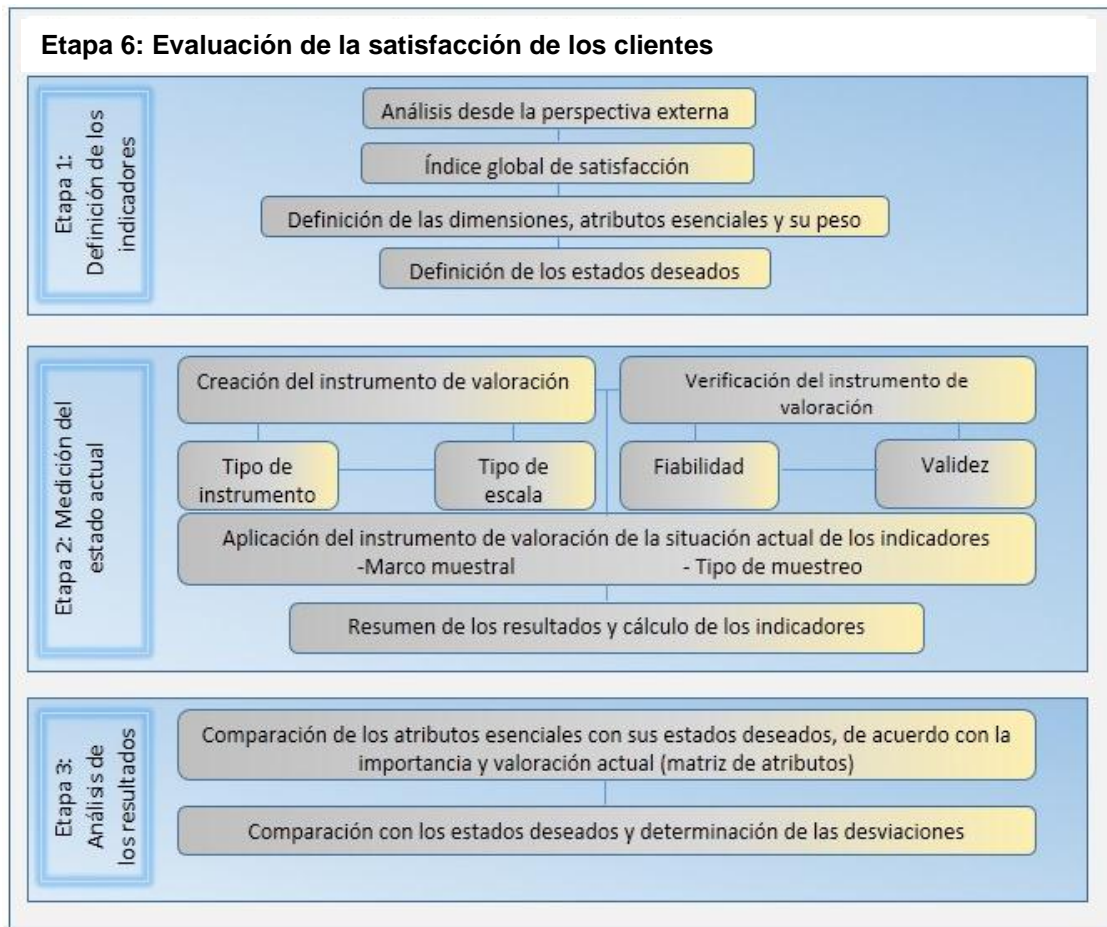 Etapa 6: Evaluación de la satisfacción de los clientes
Etapa 1:
Definición de los
indicadores
Análisis desde la perspectiva externa
Índice global de satisfacción
Definición de las dimensiones, atributos esenciales y su peso
Definición de los estados deseados
Etapa 2: Medición del
estado actual
Creación del instrumento de valoración
Verificación del instrumento de
valoración
Tipo de
instrumento
Tipo de
escala
Fiabilidad
Validez
Aplicación del instrumento de valoración de la situación actual de los indicadores
-Marco muestral - Tipo de muestreo
Resumen de los resultados y cálculo de los indicadores
Etapa 3:
Análisis de
los resultados
Comparación de los atributos esenciales con sus estados deseados, de acuerdo con la
importancia y valoración actual (matriz de atributos)
Comparación con los estados deseados y determinación de las desviaciones